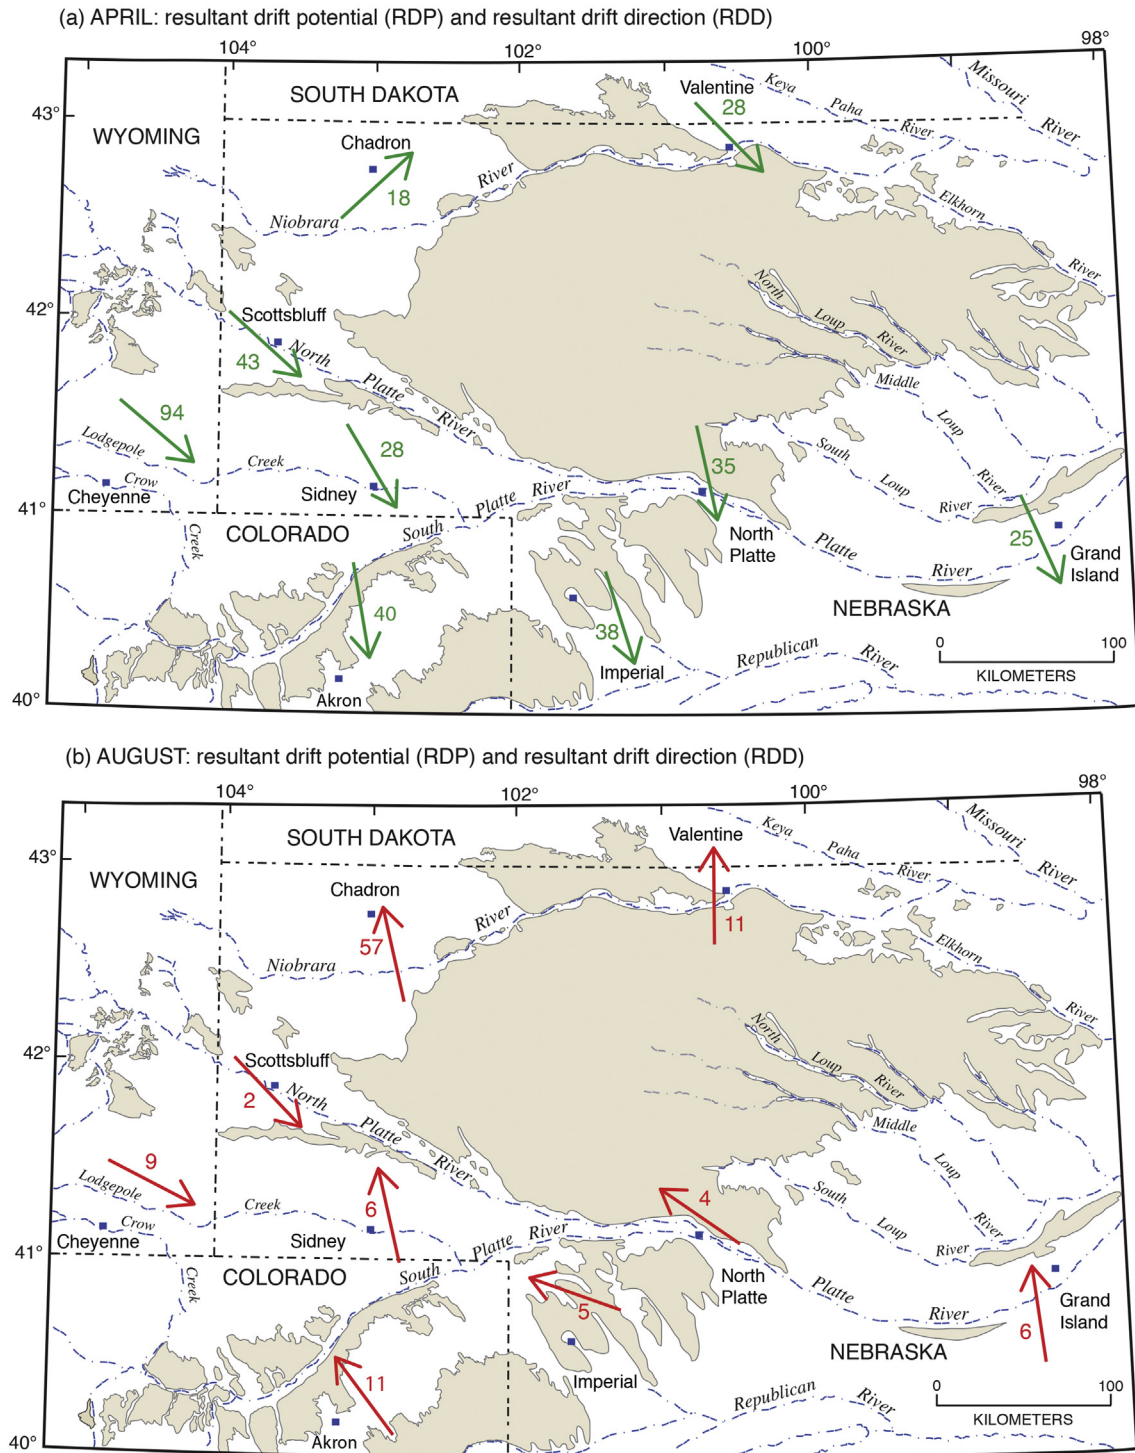 (a) APRIL: resultant drift potential (RDP) and resultant drift direction (RDD)
104° 102° 100° 98°
43°
42°
41°
40°
SOUTH DAKOTA
WYOMING
Valentine
28
Keya
Paha
River
Missouri
River
Chadron
18
Niobrara
River
Elkhorn
River
Scottsbluff
43
North
Platte
River
North
Loup
River
Middle
Loup
River
94
Lodgepole
Creek
Crow
Creek
Cheyenne
28
Sidney
35
South
Loup
River
Platte
River
North
Platte
COLORADO
South
Platte
River
25
Grand
Island
40
Akron
38
Imperial
NEBRASKA
Republican
River
0 100
KILOMETERS
(b) AUGUST: resultant drift potential (RDP) and resultant drift direction (RDD)
104° 102° 100° 98°
43°
42°
41°
40°
SOUTH DAKOTA
WYOMING
Valentine
11
Keya
Paha
River
Missouri
River
Chadron
57
Niobrara
River
Elkhorn
River
Scottsbluff
2
North
Platte
River
North
Loup
River
Middle
Loup
River
9
Lodgepole
Creek
Crow
Creek
Cheyenne
6
Sidney
4
South
Loup
River
Platte
River
North
Platte
COLORADO
South
Platte
River
6
Grand
Island
11
Akron
5
Imperial
NEBRASKA
Republican
River
0 100
KILOMETERS